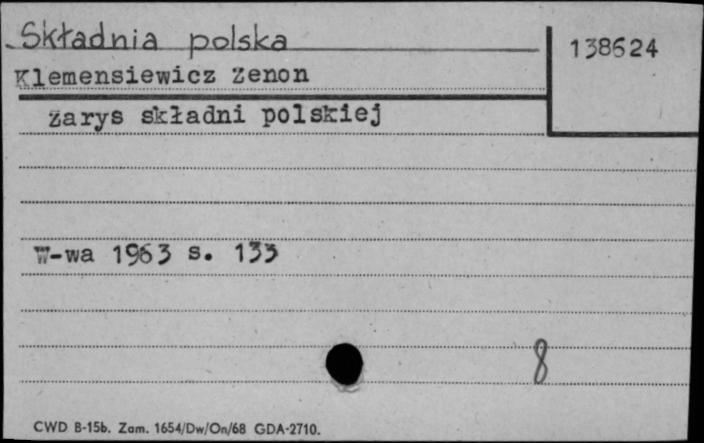 Składnia polska
138624
Klemensiewicz Zenon
Zarys składni polskiej
W-wa 1963 s. 133
8
CWD B-15b. Zam. 1654/Dw/On/68 GDA-2710.